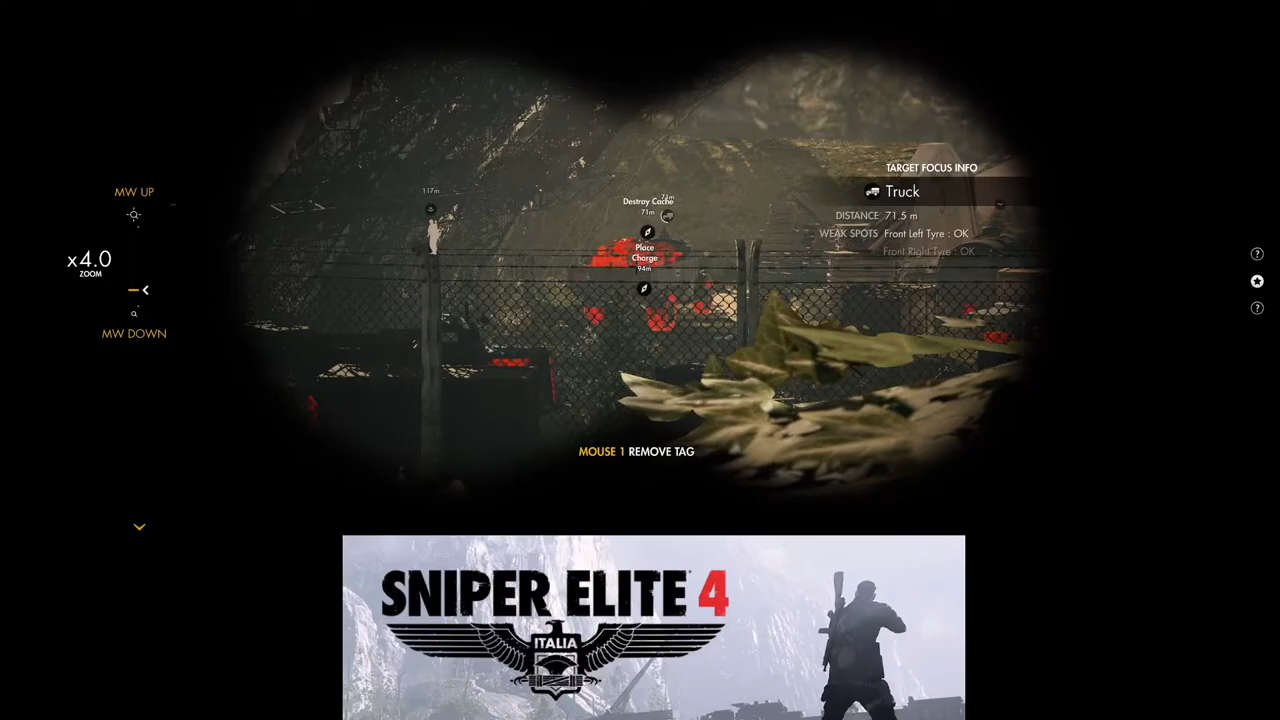 MW UP
x4.0
ZOOM
MW DOWN
117m
71m
Destroy Cache
71m
Place
Charge
94m
TARGET FOCUS INFO
Truck
DISTANCE 71.5 m
WEAK SPOTS Front Left Tyre : OK
Front Right Tyre : OK
?
?
MOUSE 1 REMOVE TAG
SNIPER ELITE 4
ITALIA